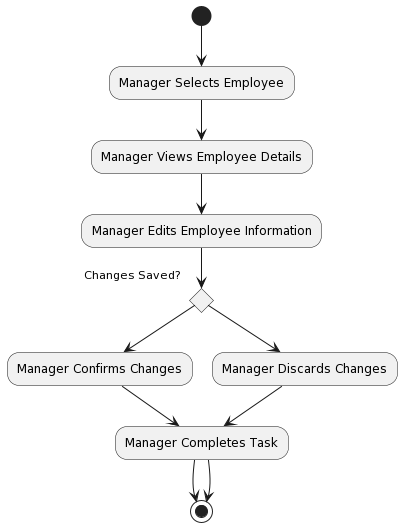 Manager Selects Employee
Manager Views Employee Details
Manager Edits Employee Information
Changes Saved?
Manager Confirms Changes
Manager Discards Changes
Manager Completes Task